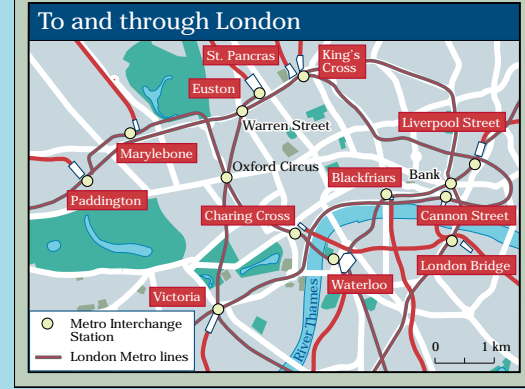 To and through London
St. Pancras
King's
Cross
Euston
Warren Street
Liverpool Street
Marylebone
Oxford Circus
Blackfriars
Bank
Paddington
Charing Cross
Cannon Street
London Bridge
Waterloo
Victoria
River Thames
Metro Interchange
Station
London Metro lines
0 1 km